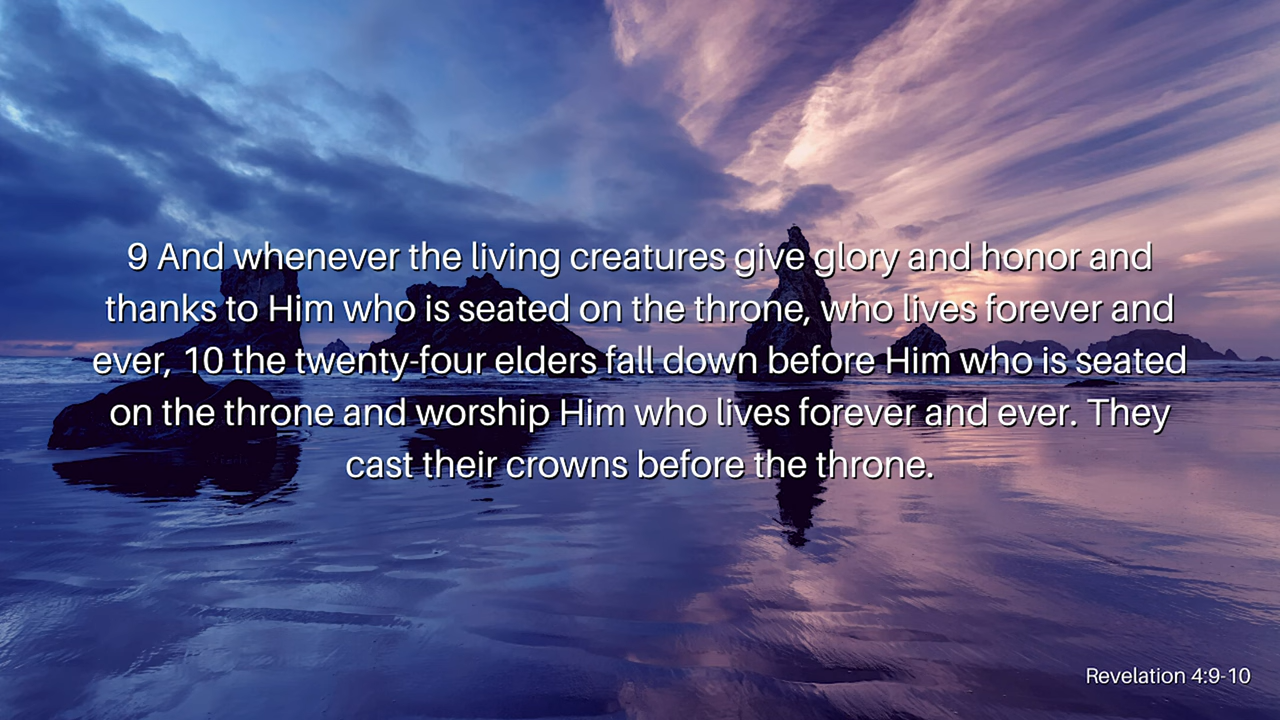 9 And whenever the living creatures give glory and honor and
thanks to Him who is seated on the throne, who lives forever and
ever, 10 the twenty-four elders fall down before Him who is seated
on the throne and worship Him who lives forever and ever. They
cast their crowns before the throne.
Revelation 4:9-10